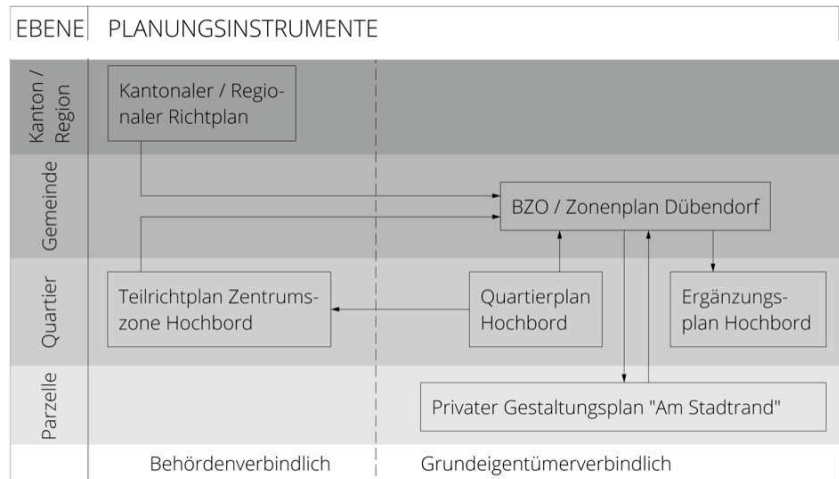 EBENE PLANUNGSINSTRUMENTE
Kanton /
Region
Kantonaler / Regio-
naler Richtplan
Gemeinde
BZO / Zonenplan Dübendorf
Quartier
Teilrichtplan Zentrums-
zone Hochbord
Quartierplan
Hochbord
Ergänzungs-
plan Hochbord
Parzelle
Privater Gestaltungsplan "Am Stadtrand"
Behördenverbindlich
Grundeigentümerverbindlich